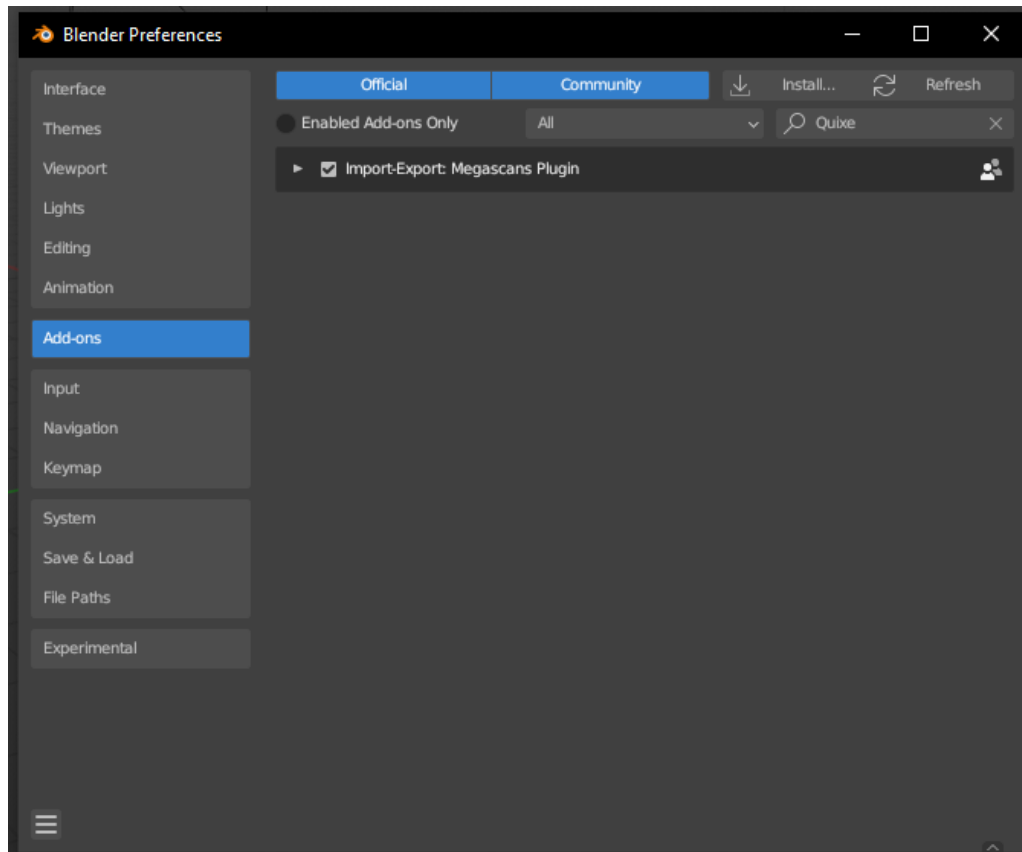 Blender Preferences
Interface
Themes
Viewport
Lights
Editing
Animation
Add-ons
Input
Navigation
Keymap
System
Save & Load
File Paths
Experimental
Official Community Install... Refresh
Enabled Add-ons Only All Quixe
Import-Export: Megascans Plugin